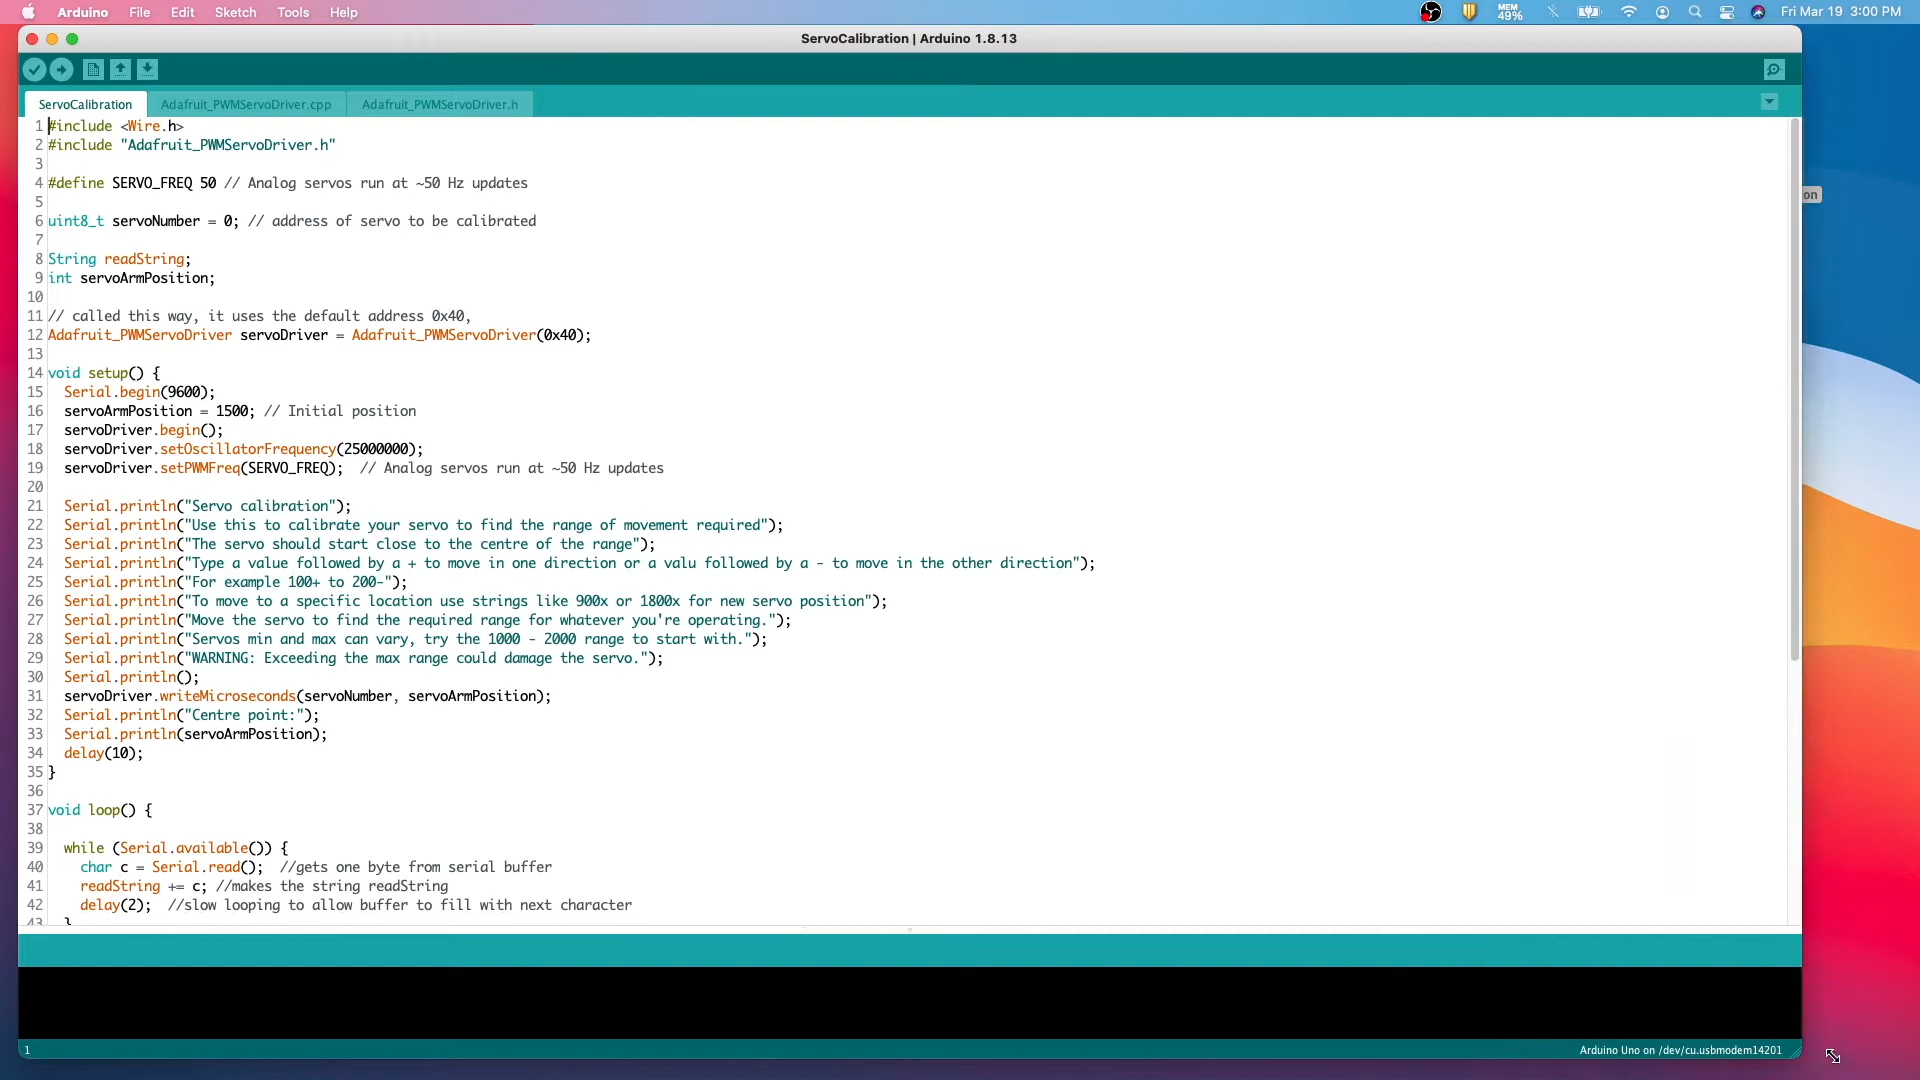 Arduino File Edit Sketch Tools Help MEM 49% Fri Mar 19 3:00 PM
ServoCalibration | Arduino 1.8.13
ServoCalibration Adafruit_PWMServoDriver.cpp Adafruit_PWMServoDriver.h
1 #include <Wire.h>
2 #include "Adafruit_PWMServoDriver.h"
3
4 #define SERVO_FREQ 50 // Analog servos run at ~50 Hz updates
5
6 uint8_t servoNumber = 0; // address of servo to be calibrated
7
8 String readString;
9 int servoArmPosition;
10
11 // called this way, it uses the default address 0x40,
12 Adafruit_PWMServoDriver servoDriver = Adafruit_PWMServoDriver(0x40);
13
14 void setup() {
15 Serial.begin(9600);
16 servoArmPosition = 1500; // Initial position
17 servoDriver.begin();
18 servoDriver.setOscillatorFrequency(25000000);
19 servoDriver.setPWMFreq(SERVO_FREQ); // Analog servos run at ~50 Hz updates
20
21 Serial.println("Servo calibration");
22 Serial.println("Use this to calibrate your servo to find the range of movement required");
23 Serial.println("The servo should start close to the centre of the range");
24 Serial.println("Type a value followed by a + to move in one direction or a valu followed by a - to move in the other direction");
25 Serial.println("For example 100+ to 200-");
26 Serial.println("To move to a specific location use strings like 900x or 1800x for new servo position");
27 Serial.println("Move the servo to find the required range for whatever you're operating.");
28 Serial.println("Servos min and max can vary, try the 1000 - 2000 range to start with.");
29 Serial.println("WARNING: Exceeding the max range could damage the servo.");
30 Serial.println();
31 servoDriver.writeMicroseconds(servoNumber, servoArmPosition);
32 Serial.println("Centre point:");
33 Serial.println(servoArmPosition);
34 delay(10);
35 }
36
37 void loop() {
38
39 while (Serial.available()) {
40 char c = Serial.read(); //gets one byte from serial buffer
41 readString += c; //makes the string readString
42 delay(2); //slow looping to allow buffer to fill with next character
43 }
on
1 Arduino Uno on /dev/cu.usbmodem14201